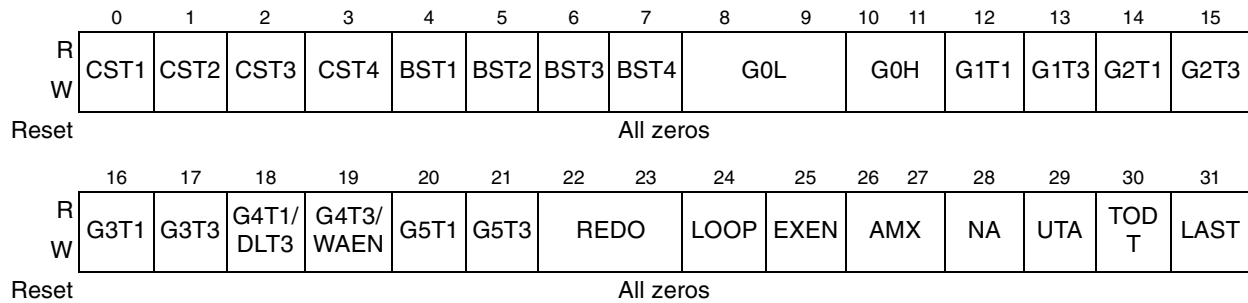 0 1 2 3 4 5 6 7 8 9 10 11 12 13 14 15
R
W
CST1 CST2 CST3 CST4 BST1 BST2 BST3 BST4 G0L G0H G1T1 G1T3 G2T1 G2T3
Reset All zeros
16 17 18 19 20 21 22 23 24 25 26 27 28 29 30 31
R
W
G3T1 G3T3 G4T1/ DLT3 G4T3/ WAEN G5T1 G5T3 REDO LOOP EXEN AMX NA UTA TOD T LAST
Reset All zeros